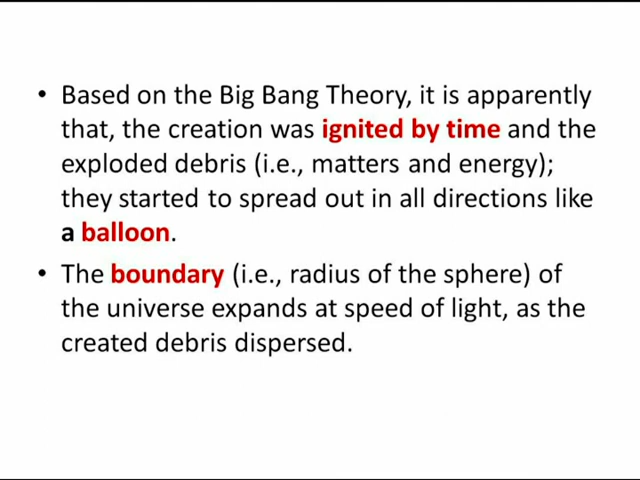 • Based on the Big Bang Theory, it is apparently
that, the creation was ignited by time and the
exploded debris (i.e., matters and energy);
they started to spread out in all directions like
a balloon.
• The boundary (i.e., radius of the sphere) of
the universe expands at speed of light, as the
created debris dispersed.